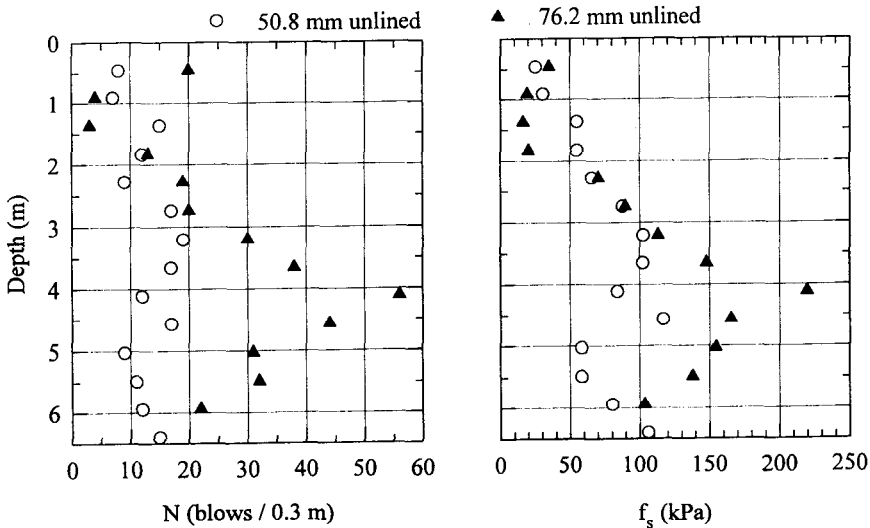 50.8 mm unlined
76.2 mm unlined
0
1
2
3
4
5
6
Depth (m)
0 10 20 30 40 50 60
N (blows / 0.3 m)
0 50 100 150 200 250
f_s (kPa)